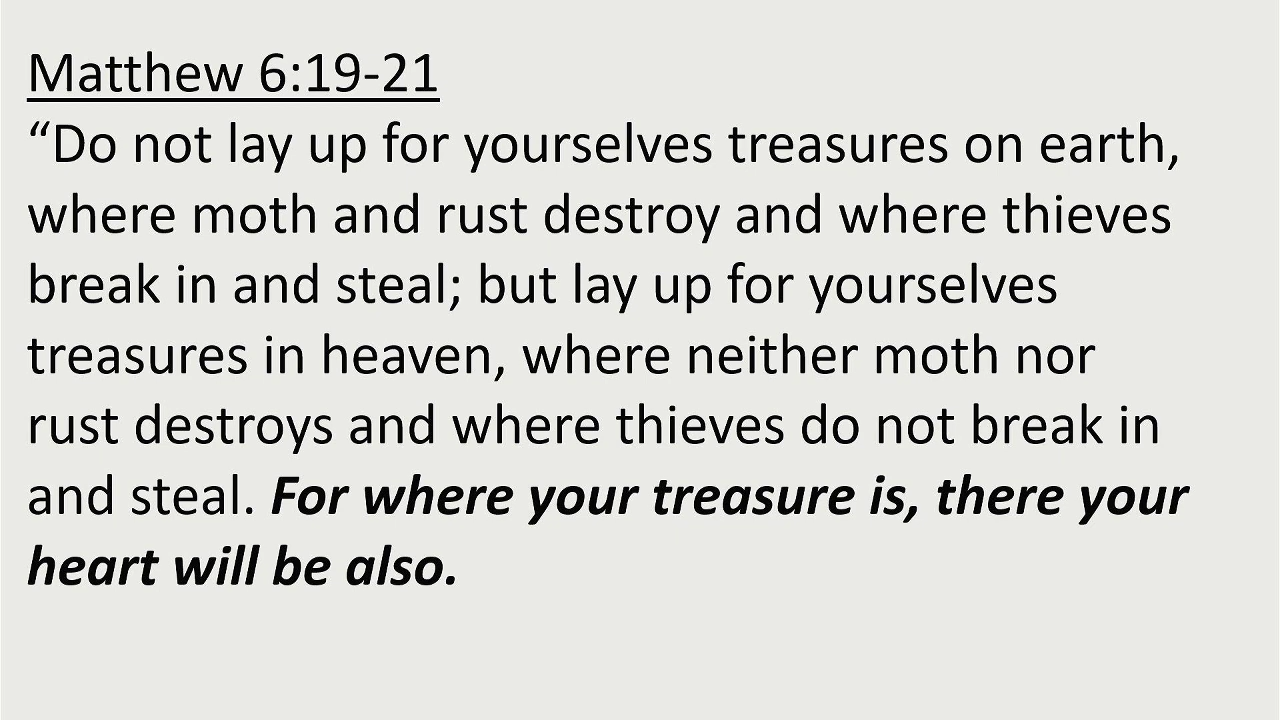 Matthew 6:19-21
“Do not lay up for yourselves treasures on earth,
where moth and rust destroy and where thieves
break in and steal; but lay up for yourselves
treasures in heaven, where neither moth nor
rust destroys and where thieves do not break in
and steal. For where your treasure is, there your
heart will be also.